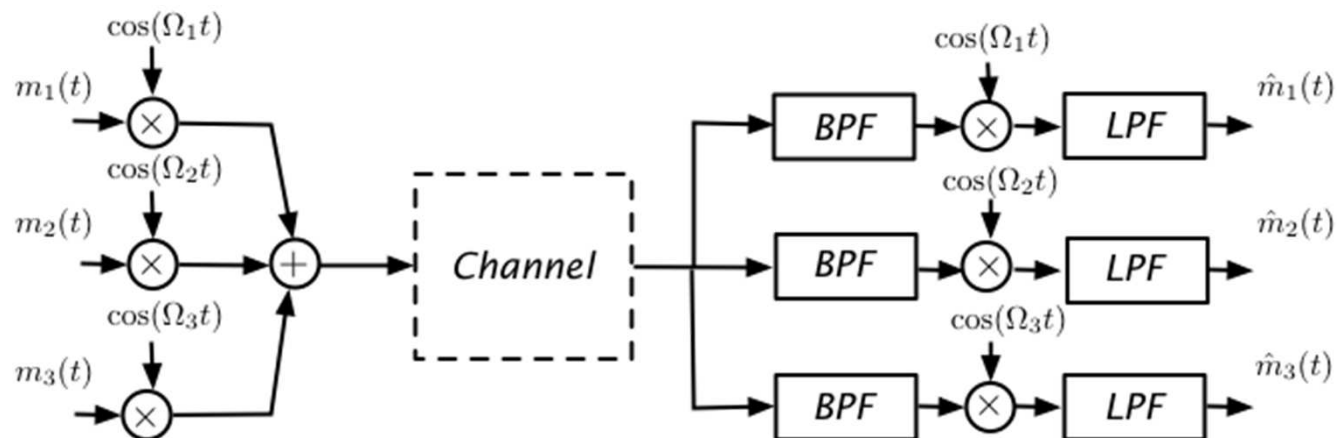 cos(Ω₁t)
m₁(t)
×
cos(Ω₂t)
m₂(t)
×
cos(Ω₃t)
m₃(t)
×
+
Channel
cos(Ω₁t)
BPF
×
LPF
m̂₁(t)
cos(Ω₂t)
BPF
×
LPF
m̂₂(t)
cos(Ω₃t)
BPF
×
LPF
m̂₃(t)